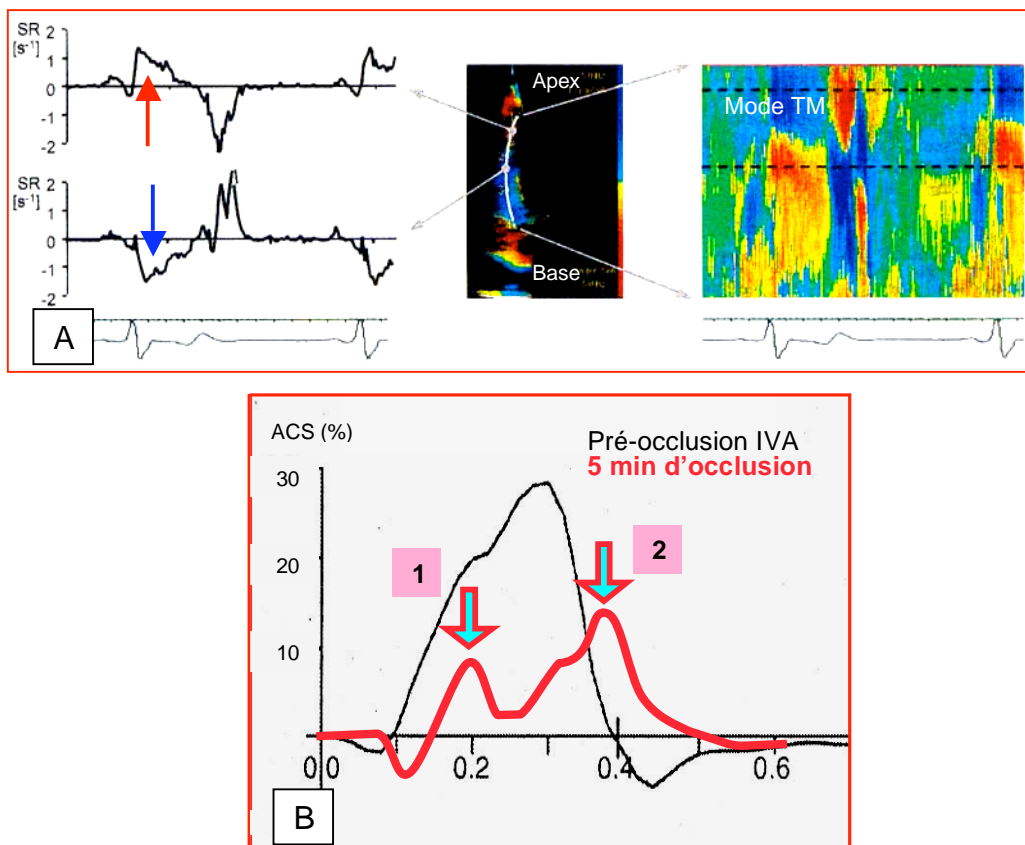 SR
[s-1]
2
1
0
-1
-2
SR
[s-1]
2
1
0
-1
2
A
Apex
Base
Mode TM
ACS (%)
Pré-occlusion IVA
5 min d’occlusion
30
20
10
1
2
0.0
0.2
0.4
0.6
B